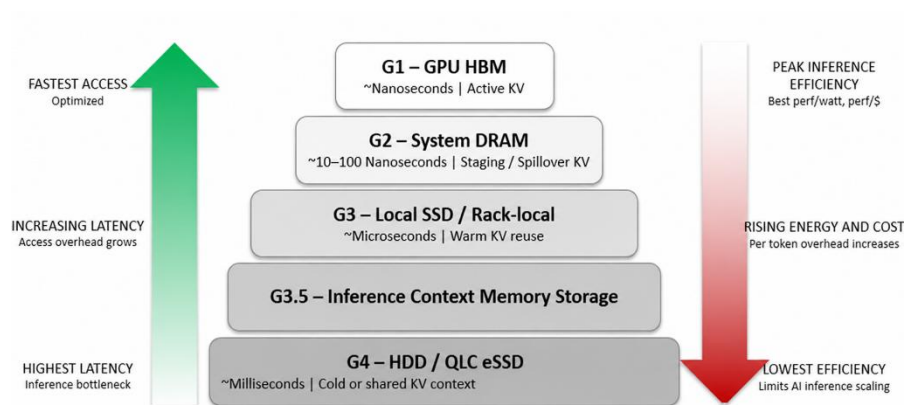 FASTEST ACCESS
Optimized
INCREASING LATENCY
Access overhead grows
HIGHEST LATENCY
Inference bottleneck
G1 – GPU HBM
~Nanoseconds | Active KV
G2 – System DRAM
~10–100 Nanoseconds | Staging / Spillover KV
G3 – Local SSD / Rack-local
~Microseconds | Warm KV reuse
G3.5 – Inference Context Memory Storage
G4 – HDD / QLC eSSD
~Milliseconds | Cold or shared KV context
PEAK INFERENCE
EFFICIENCY
Best perf/watt, perf/$
RISING ENERGY AND COST
Per token overhead increases
LOWEST EFFICIENCY
Limits AI inference scaling